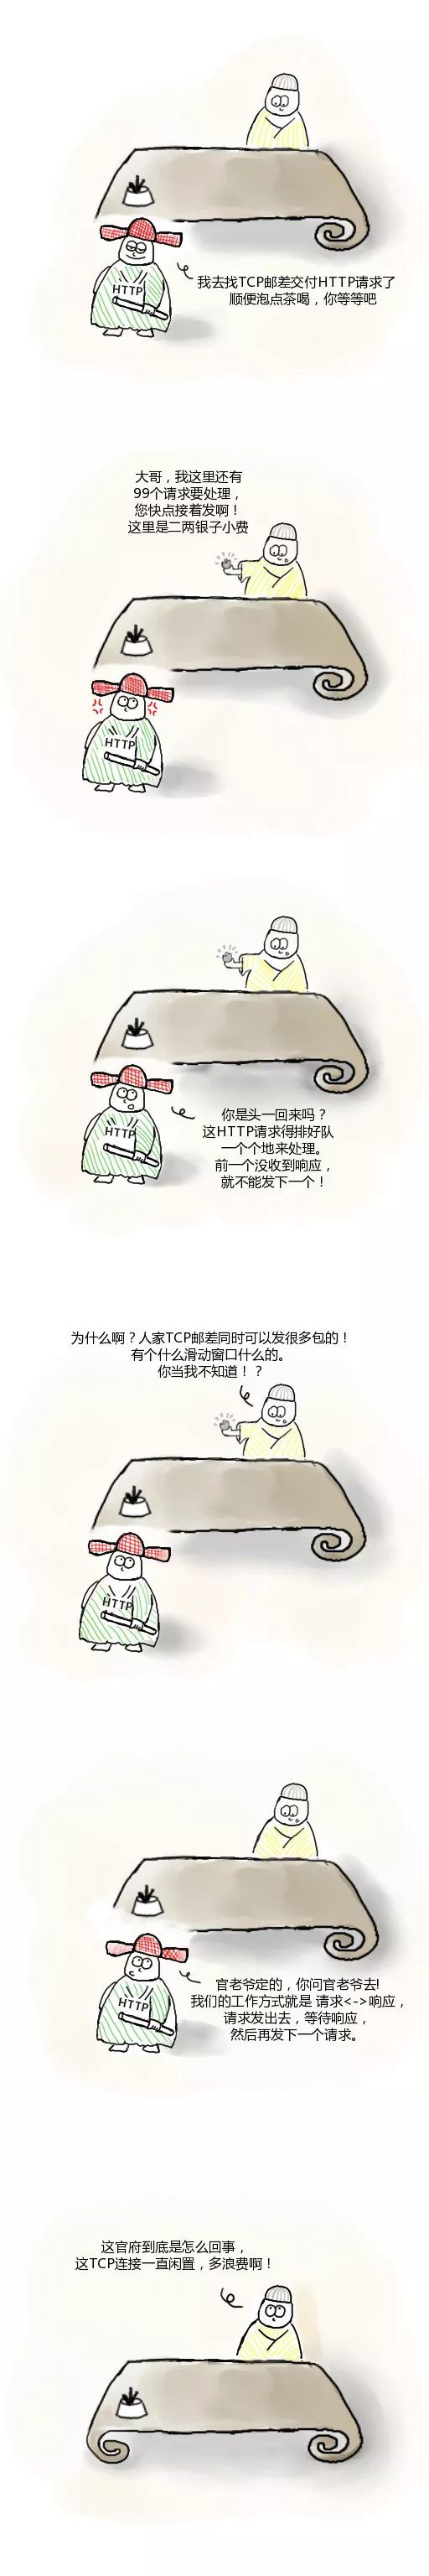 HTTP
我去找TCP邮差交付HTTP请求了
顺便泡点茶喝，你等等吧
大哥，我这里还有
99个请求要处理，
您快点接着发啊！
这里是二两银子小费
HTTP
HTTP
你是头一回来吗？
这HTTP请求得排好队
一个个地来处理。
前一个没收到响应，
就不能发下一个！
为什么啊？人家TCP邮差同时可以发很多包的！
有个什么滑动窗口什么的。
你当我不知道！？
HTTP
HTTP
官老爷定的，你问官老爷去!
我们的工作方式就是 请求<->响应，
请求发出去，等待响应，
然后再发下一个请求。
这官府到底是怎么回事，
这TCP连接一直闲置，多浪费啊！